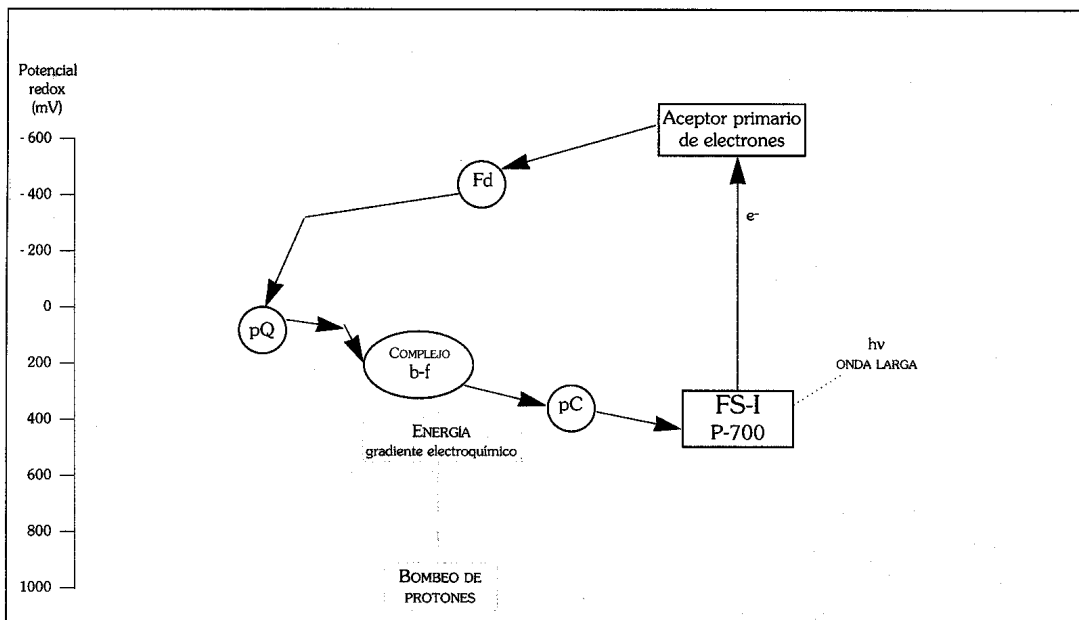 Potencial
redox
(mV)
- 600
- 400
- 200
0
200
400
600
800
1000
Aceptor primario
de electrones
Fd
e-
pQ
COMPLEJO
b-f
pC
hν
ONDA LARGA
FS-I
P-700
ENERGÍA
gradiente electroquímico
BOMBEO DE
PROTONES